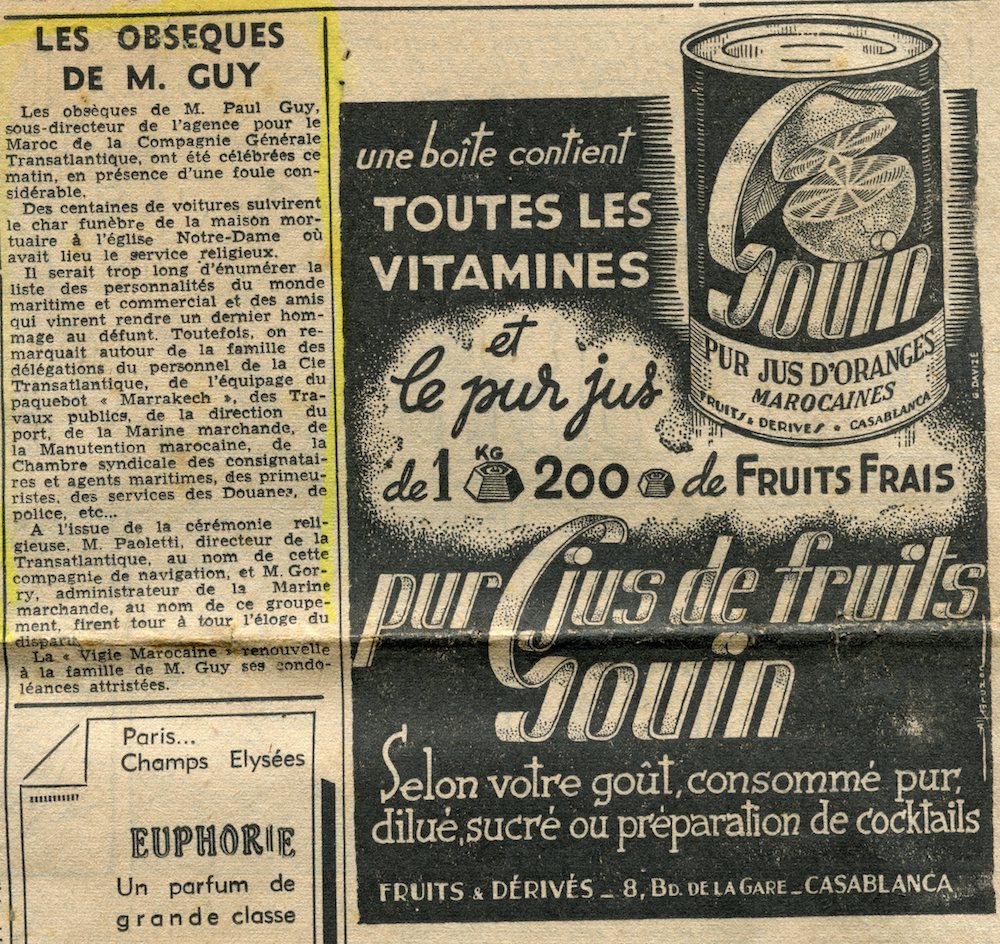 LES OBSEQUES
DE M. GUY
Les obsèques de M. Paul Guy,
sous-directeur de l'agence pour le
Maroc de la Compagnie Générale
Transatlantique, ont été célébrées ce
matin, en présence d'une foule con-
sidérable.
Des centaines de voitures suivirent
le char funèbre de la maison mor-
tuaire à l'église Notre-Dame où
avait lieu le service religieux.
Il serait trop long d'énumérer la
liste des personnalités du monde
maritime et commercial et des amis
qui vinrent rendre un dernier hom-
mage au défunt. Toutefois, on re-
marquait autour de la famille des
délégations du personnel de la Cie
Transatlantique, de l'équipage du
paquebot « Marrakech », des Tra-
vaux publics, de la direction du
port, de la Marine marchande, de
la Manutention marocaine, de la
Chambre syndicale des consignatai-
res et agents maritimes, des primeu-
ristes, des services des Douanes, de
police, etc...
A l'issue de la cérémonie reli-
gieuse, M. Paoletti, directeur de la
Transatlantique, au nom de cette
compagnie de navigation, et M. Gor-
ry, administrateur de la Marine
marchande, au nom de ce groupe-
ment, firent tour à tour l'éloge du
disparu.
La « Vigie Marocaine » renouvelle
à la famille de M. Guy ses condo-
léances attristées.
Paris...
Champs Elysées
EUPHORIE
Un parfum de
grande classe
une boîte contient
TOUTES LES
VITAMINES
et
le pur jus
de 1 KG 200 de FRUITS FRAIS
Gouin
PUR JUS D'ORANGES
MAROCAINES
FRUITS & DERIVES * CASABLANCA
G. DAVIZÉ
pur jus de fruits
Gouin
Selon votre goût, consommé pur,
dilué, sucré ou préparation de cocktails
FRUITS & DÉRIVÉS _ 8, BD. DE LA GARE _ CASABLANCA